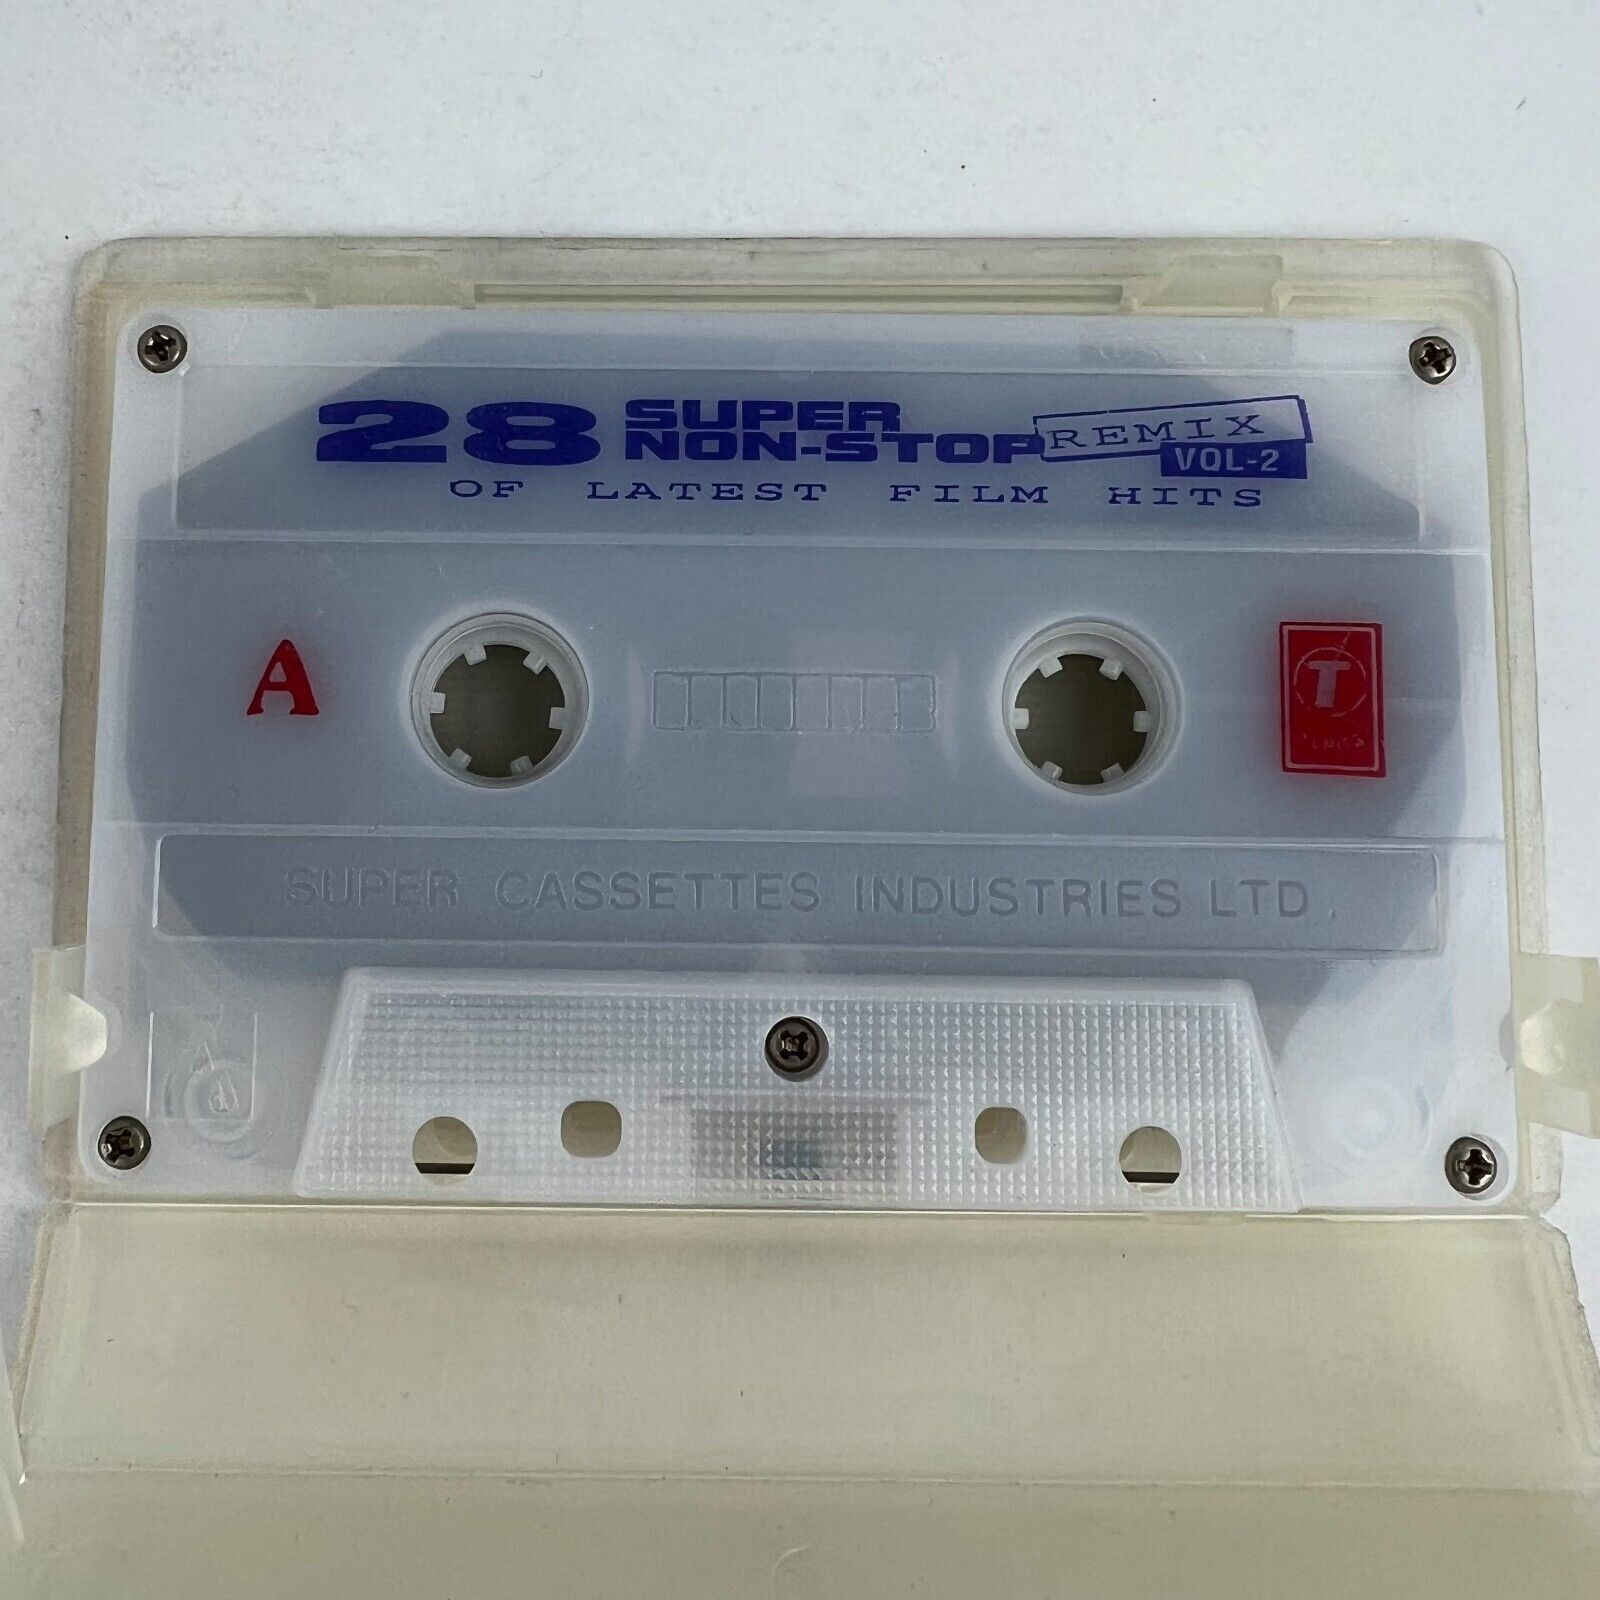 28 SUPER
NON-STOP REMIX
VOL-2
OF LATEST FILM HITS
A
T
SUPER CASSETTES INDUSTRIES LTD.